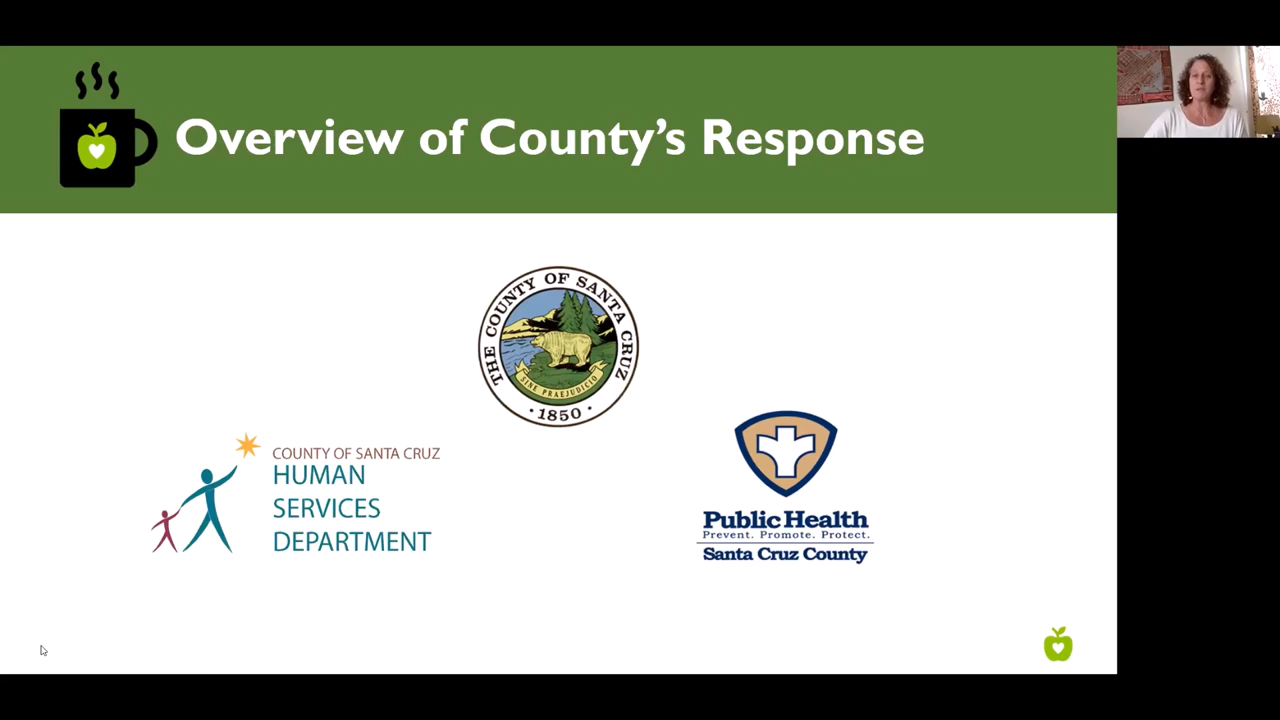 Overview of County's Response
THE COUNTY OF SANTA CRUZ
SINE PRAEJUDICIO
• 1850 •
COUNTY OF SANTA CRUZ
HUMAN
SERVICES
DEPARTMENT
Public Health
Prevent. Promote. Protect.
Santa Cruz County